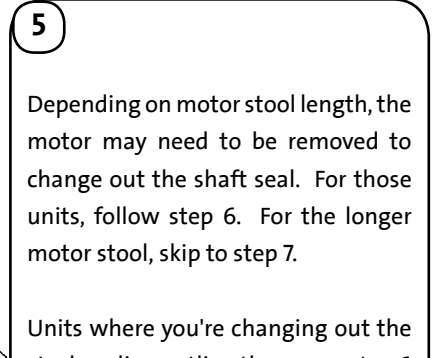 5
Depending on motor stool length, the
motor may need to be removed to
change out the shaft seal. For those
units, follow step 6. For the longer
motor stool, skip to step 7.
Units where you're changing out the